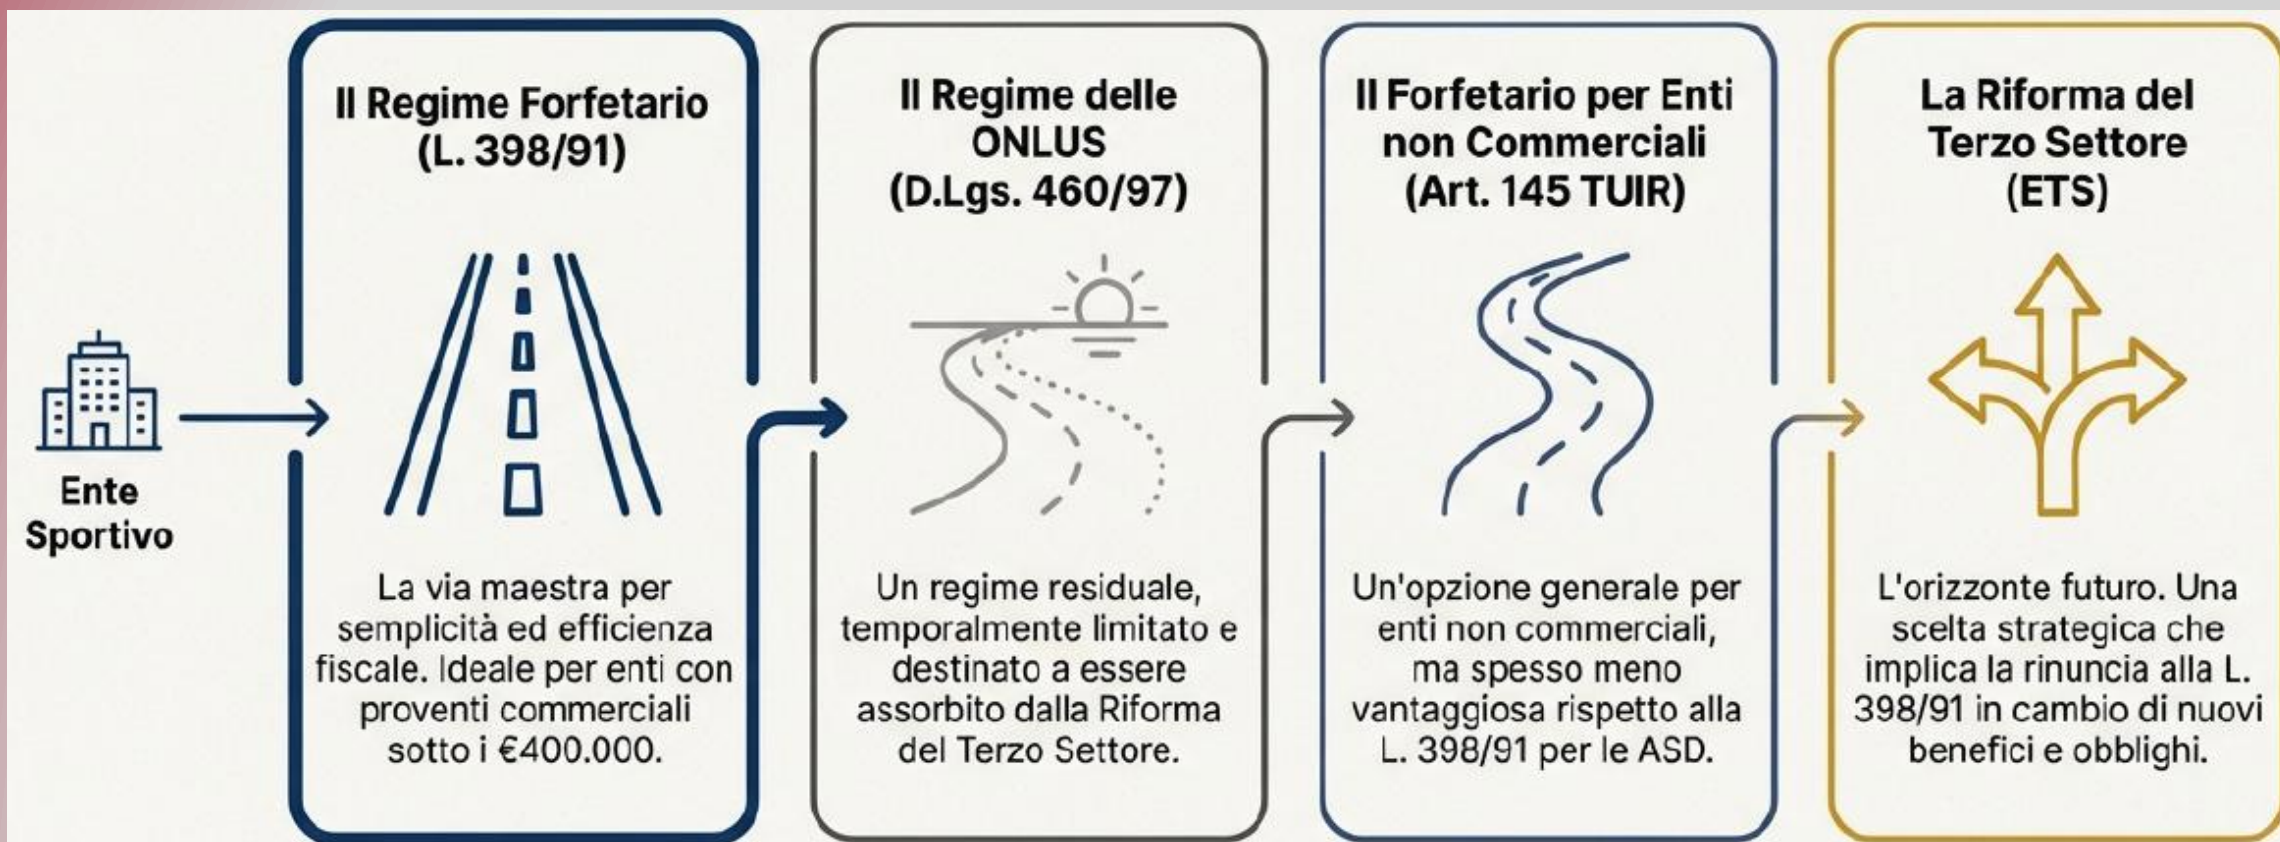 Ente
Sportivo
Il Regime Forfetario
(L. 398/91)
La via maestra per
semplicità ed efficienza
fiscale. Ideale per enti con
proventi commerciali
sotto i €400.000.
Il Regime delle
ONLUS
(D.Lgs. 460/97)
Un regime residuale,
temporalmente limitato e
destinato a essere
assorbito dalla Riforma
del Terzo Settore.
Il Forfetario per Enti
non Commerciali
(Art. 145 TUIR)
Un'opzione generale per
enti non commerciali,
ma spesso meno
vantaggiosa rispetto alla
L. 398/91 per le ASD.
La Riforma del
Terzo Settore
(ETS)
L'orizzonte futuro. Una
scelta strategica che
implica la rinuncia alla L.
398/91 in cambio di nuovi
benefici e obblighi.